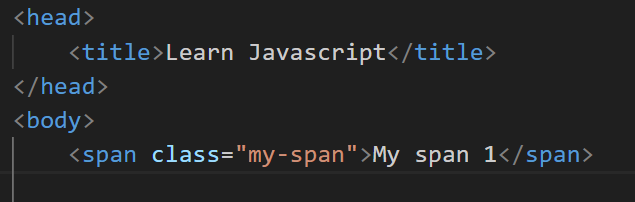 <head>
<title>Learn Javascript</title>
</head>
<body>
<span class="my-span">My span 1</span>